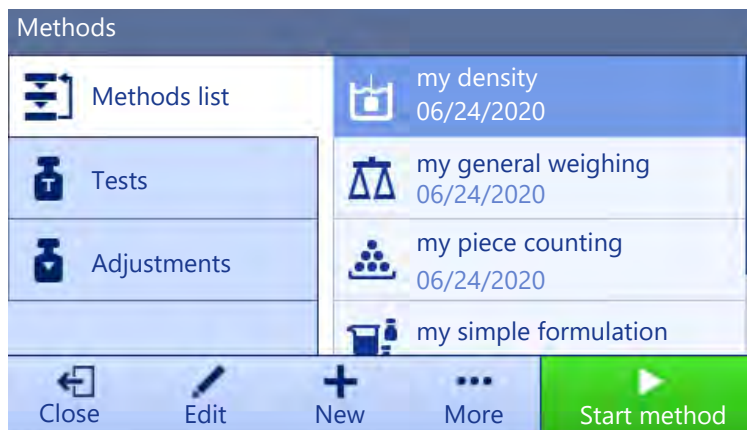 Methods
Methods list
Tests
Adjustments
my density
06/24/2020
my general weighing
06/24/2020
my piece counting
06/24/2020
my simple formulation
Close
Edit
New
More
Start method